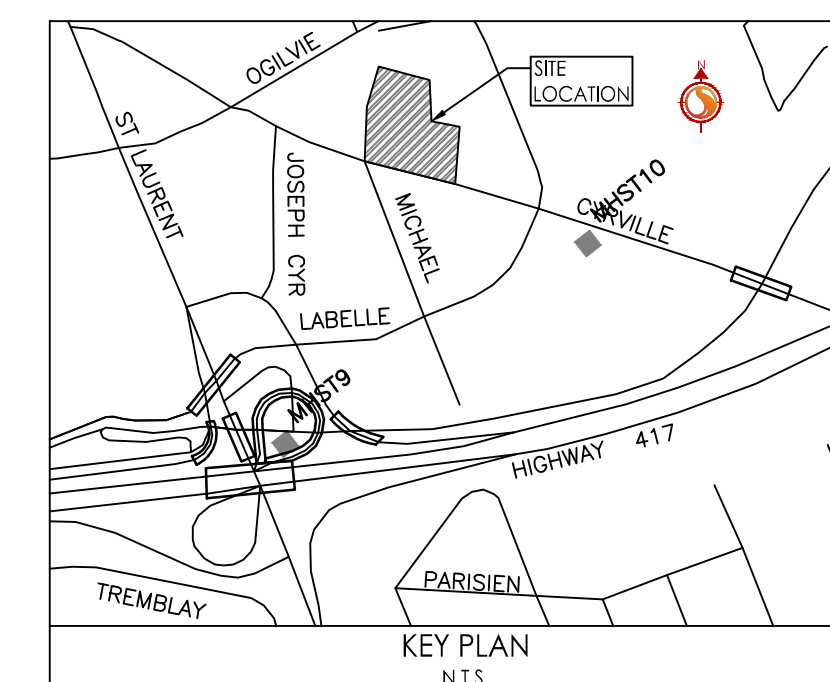 OGILVIE
SITE
LOCATION
N
ST LAURENT
JOSEPH CYR
MICHAEL
MHST10
LABELLE
MHST9
HIGHWAY 417
PARISIEN
TREMBLAY
KEY PLAN
N.T.S.